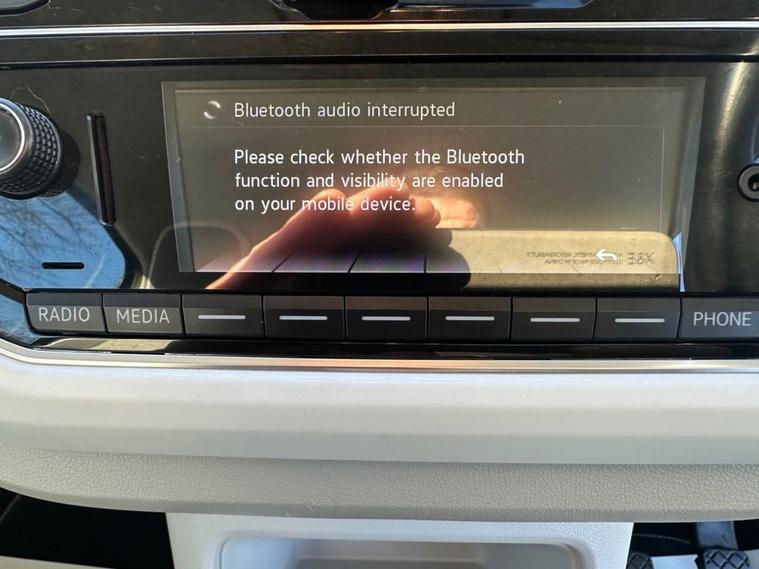 Bluetooth audio interrupted
Please check whether the Bluetooth
function and visibility are enabled
on your mobile device.
RADIO
MEDIA
PHONE